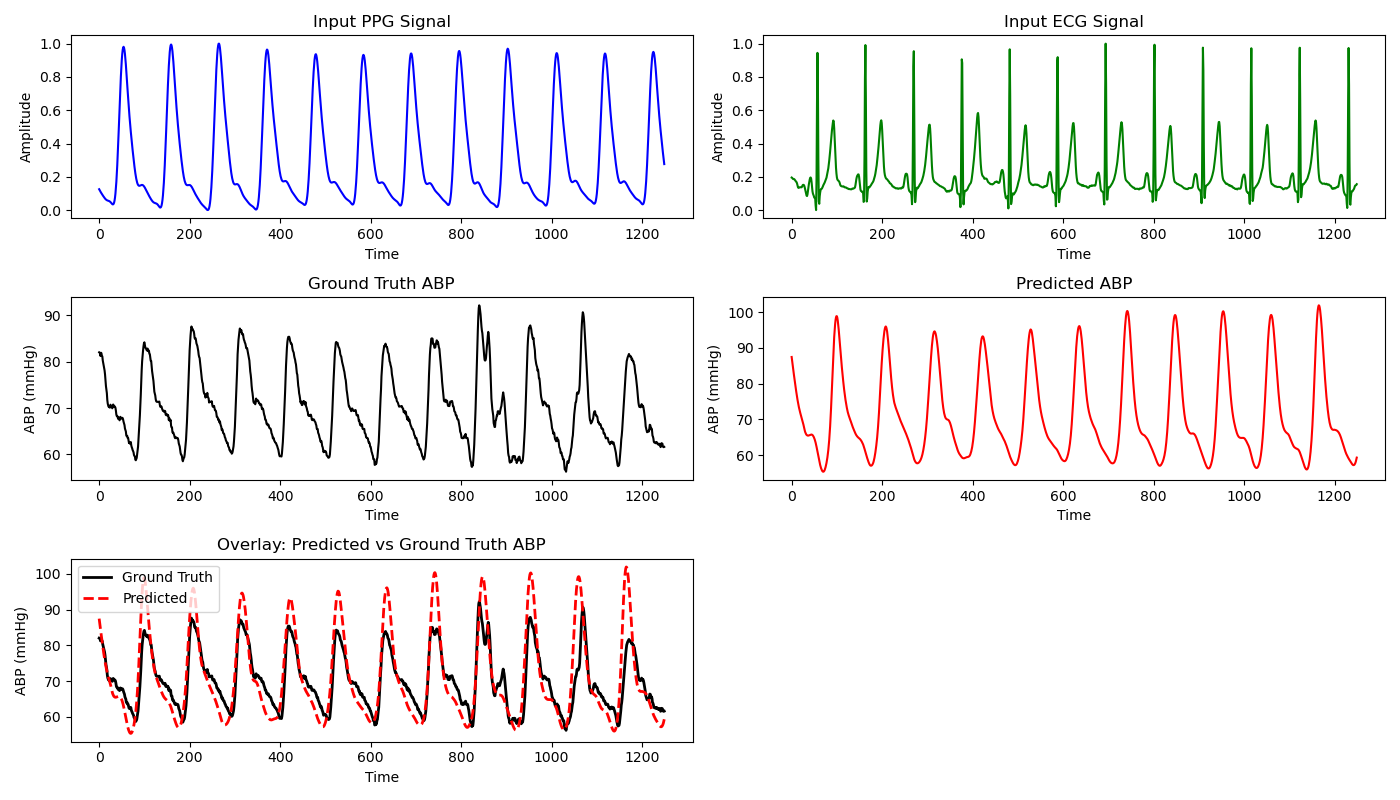 Input PPG Signal
Amplitude
1.0
0.8
0.6
0.4
0.2
0.0
0 200 400 600 800 1000 1200
Time
Input ECG Signal
Amplitude
1.0
0.8
0.6
0.4
0.2
0.0
0 200 400 600 800 1000 1200
Time
Ground Truth ABP
ABP (mmHg)
90
80
70
60
0 200 400 600 800 1000 1200
Time
Predicted ABP
ABP (mmHg)
100
90
80
70
60
0 200 400 600 800 1000 1200
Time
Overlay: Predicted vs Ground Truth ABP
ABP (mmHg)
100
90
80
70
60
Ground Truth
Predicted
0 200 400 600 800 1000 1200
Time